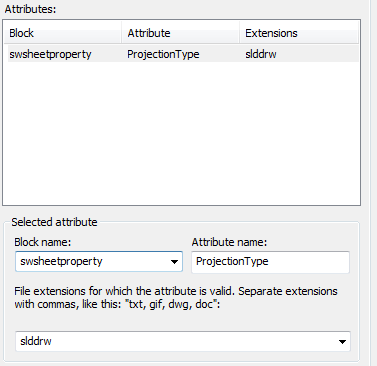 Attributes:
Block Attribute Extensions
swsheetproperty ProjectionType slddrw
Selected attribute
Block name: Attribute name:
swsheetproperty ProjectionType
File extensions for which the attribute is valid. Separate extensions
with commas, like this: "txt, gif, dwg, doc":
slddrw